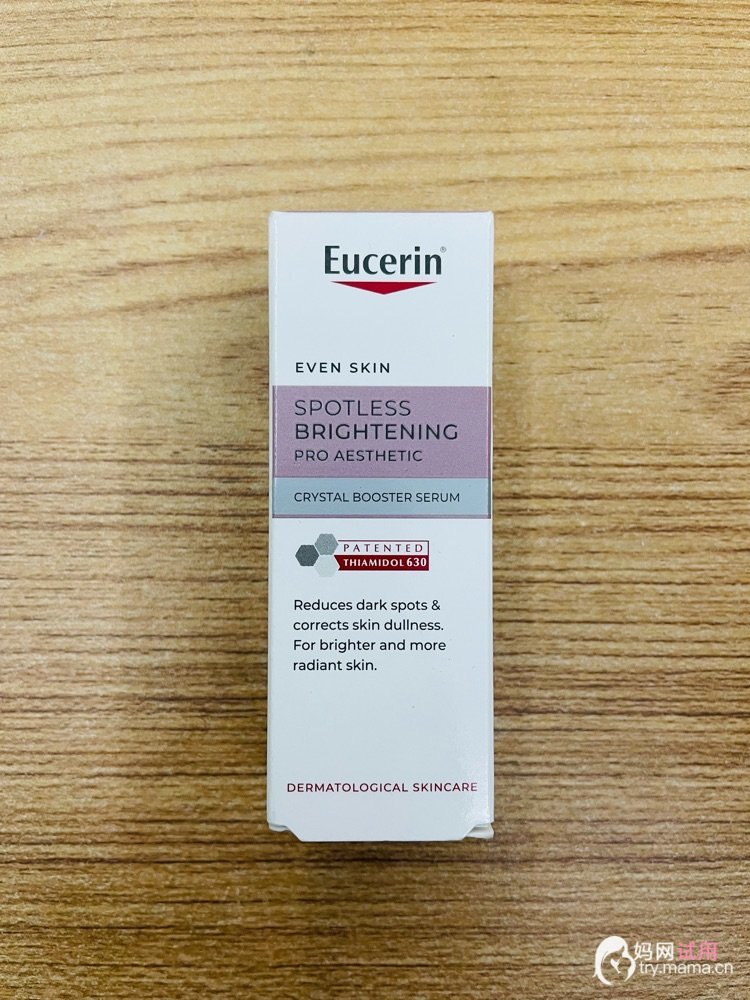 Eucerin®
EVEN SKIN
SPOTLESS
BRIGHTENING
PRO AESTHETIC
CRYSTAL BOOSTER SERUM
PATENTED
THIAMIDOL 630
Reduces dark spots &
corrects skin dullness.
For brighter and more
radiant skin.
DERMATOLOGICAL SKINCARE
妈网试用
try.mama.cn